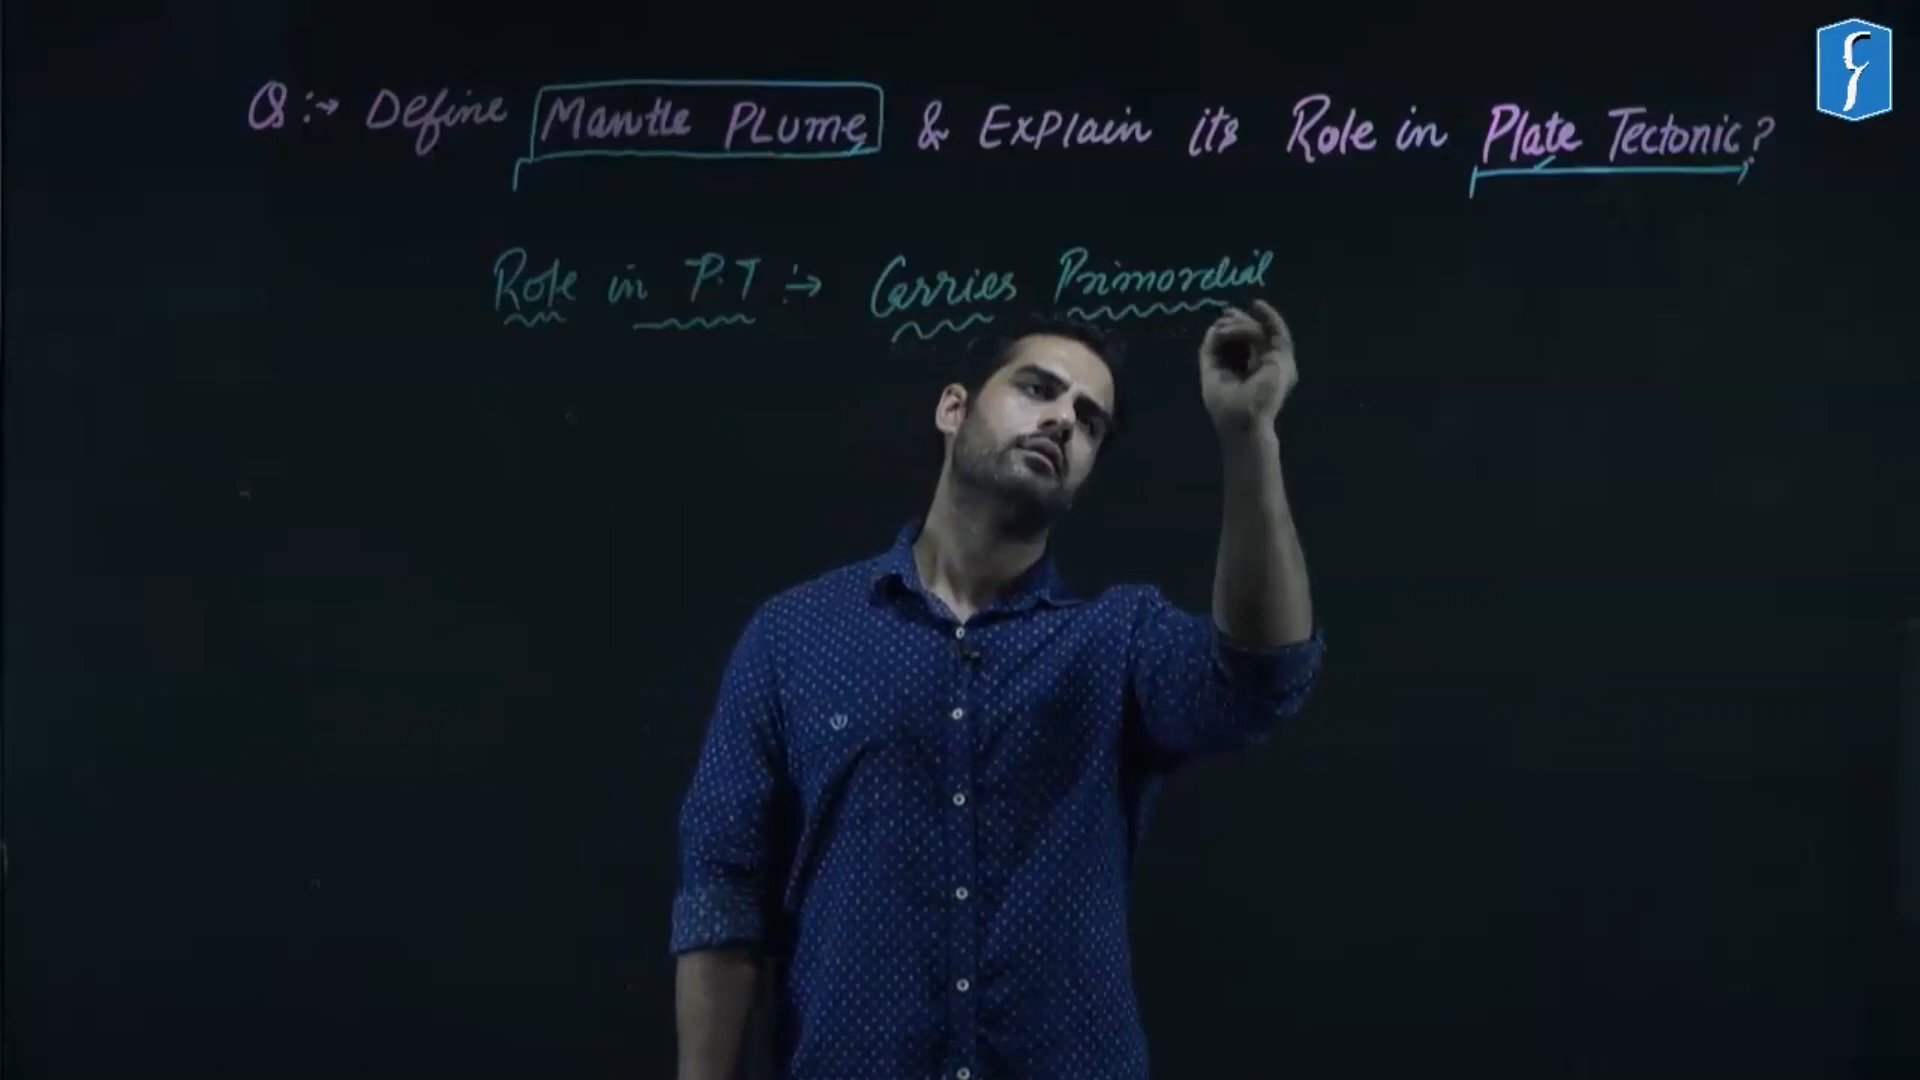 Q:→ Define Mantle Plume & Explain its Role in Plate Tectonic?
Role in P.T :→ Carries Primordial